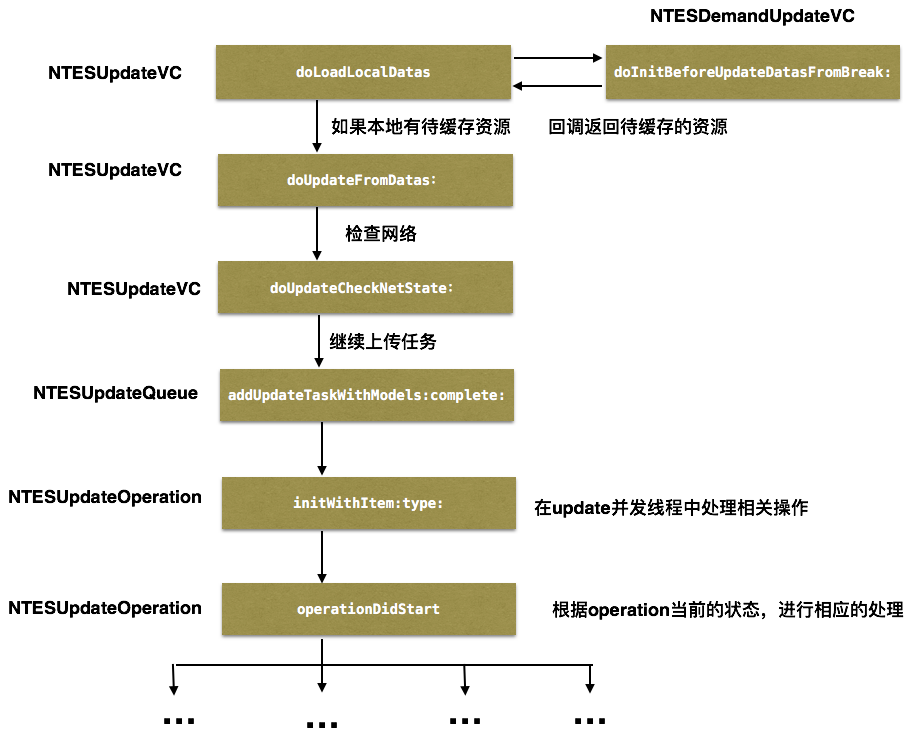 NTESDemandUpdateVC
NTESUpdateVC
doLoadLocalDatas
doInitBeforeUpdateDatasFromBreak:
如果本地有待缓存资源
回调返回待缓存的资源
NTESUpdateVC
doUpdateFromDatas:
检查网络
NTESUpdateVC
doUpdateCheckNetState:
继续上传任务
NTESUpdateQueue
addUpdateTaskWithModels:complete:
NTESUpdateOperation
initWithItem:type:
在update并发线程中处理相关操作
NTESUpdateOperation
operationDidStart
根据operation当前的状态，进行相应的处理
...
...
...
...